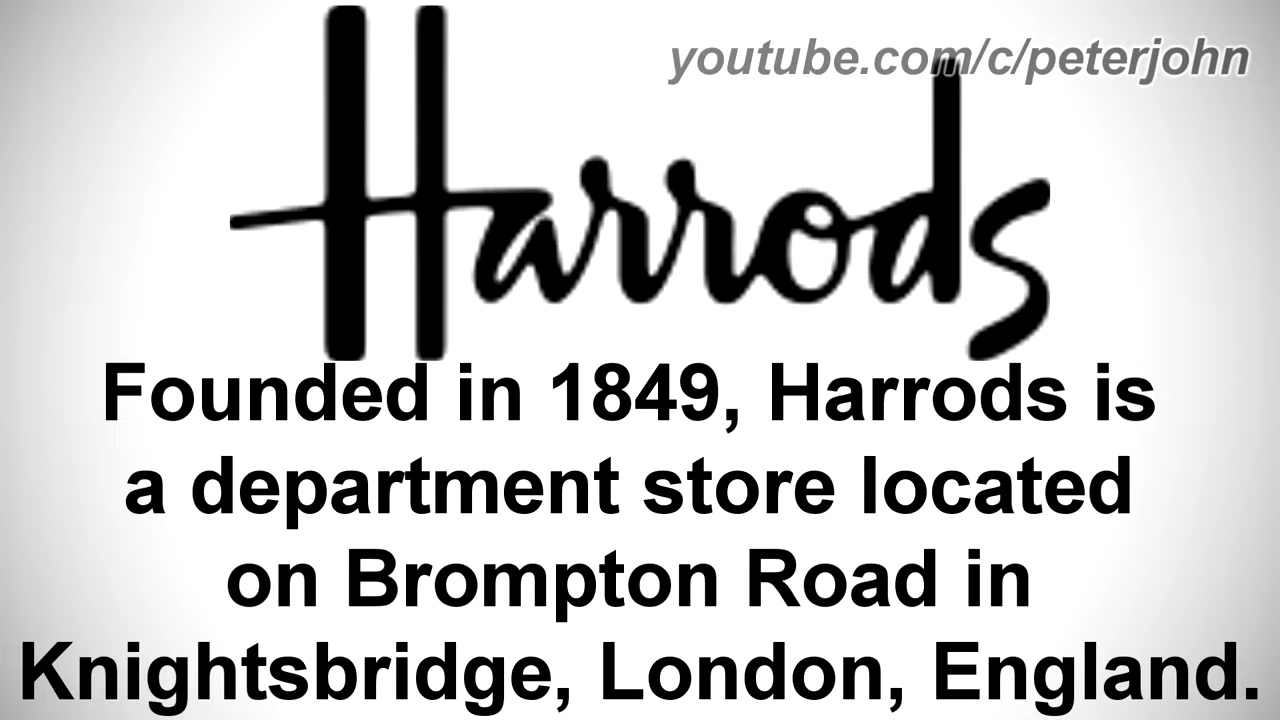 youtube.com/c/peterjohn
Harrods
Founded in 1849, Harrods is
a department store located
on Brompton Road in
Knightsbridge, London, England.